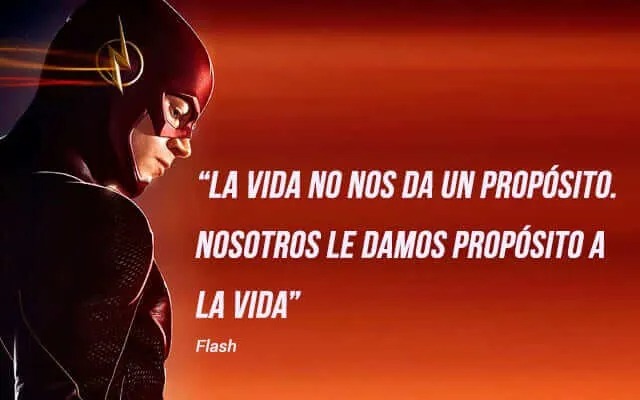 “LA VIDA NO NOS DA UN PROPÓSITO.
NOSOTROS LE DAMOS PROPÓSITO A
LA VIDA”
Flash